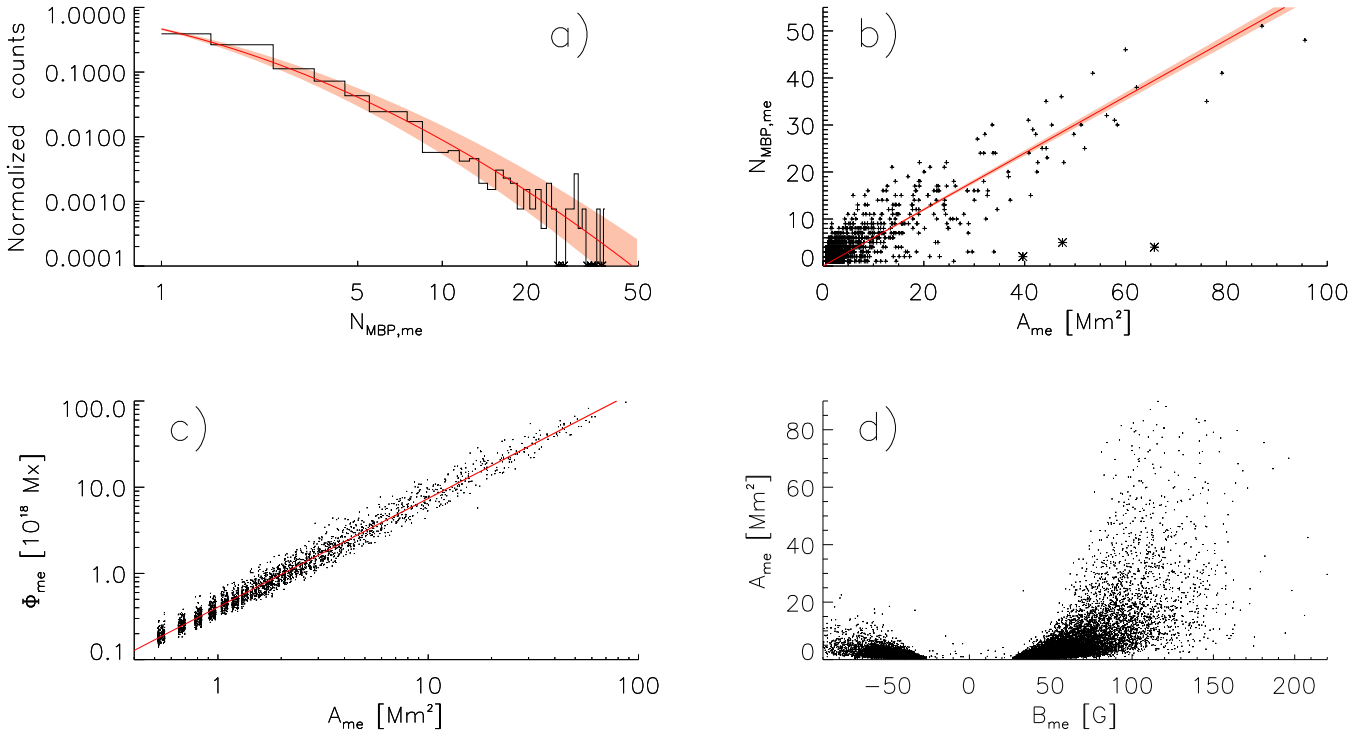 a)
Normalized counts
1.0000
0.1000
0.0100
0.0010
0.0001
1 5 10 20 50
N_MBP,me
b)
N_MBP,me
50
40
30
20
10
0
0 20 40 60 80 100
A_me [Mm²]
c)
Φ_me [10¹⁸ Mx]
100.0
10.0
1.0
0.1
1 10 100
A_me [Mm²]
d)
A_me [Mm²]
80
60
40
20
0
−50 0 50 100 150 200
B_me [G]